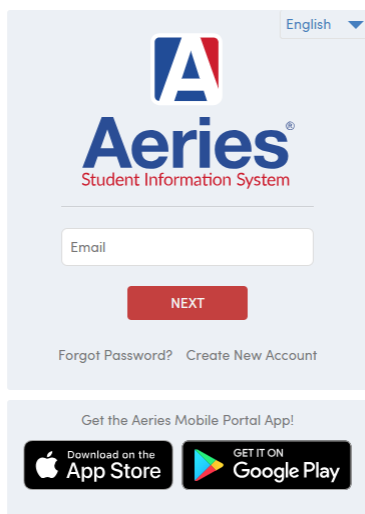 English
A
Aeries®
Student Information System
Email
NEXT
Forgot Password? Create New Account
Get the Aeries Mobile Portal App!
Download on the
App Store
GET IT ON
Google Play